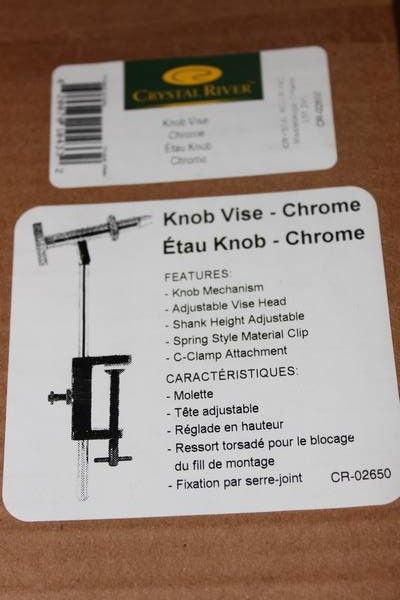 CRYSTAL RIVER™
Knob Vise
Chrome
Étau Knob
Chrome
CR-02650
Knob Vise - Chrome
Étau Knob - Chrome
FEATURES:
- Knob Mechanism
- Adjustable Vise Head
- Shank Height Adjustable
- Spring Style Material Clip
- C-Clamp Attachment
CARACTÉRISTIQUES:
- Molette
- Tête adjustable
- Réglade en hauteur
- Ressort torsadé pour le blocage
du fil de montage
- Fixation par serre-joint
CR-02650